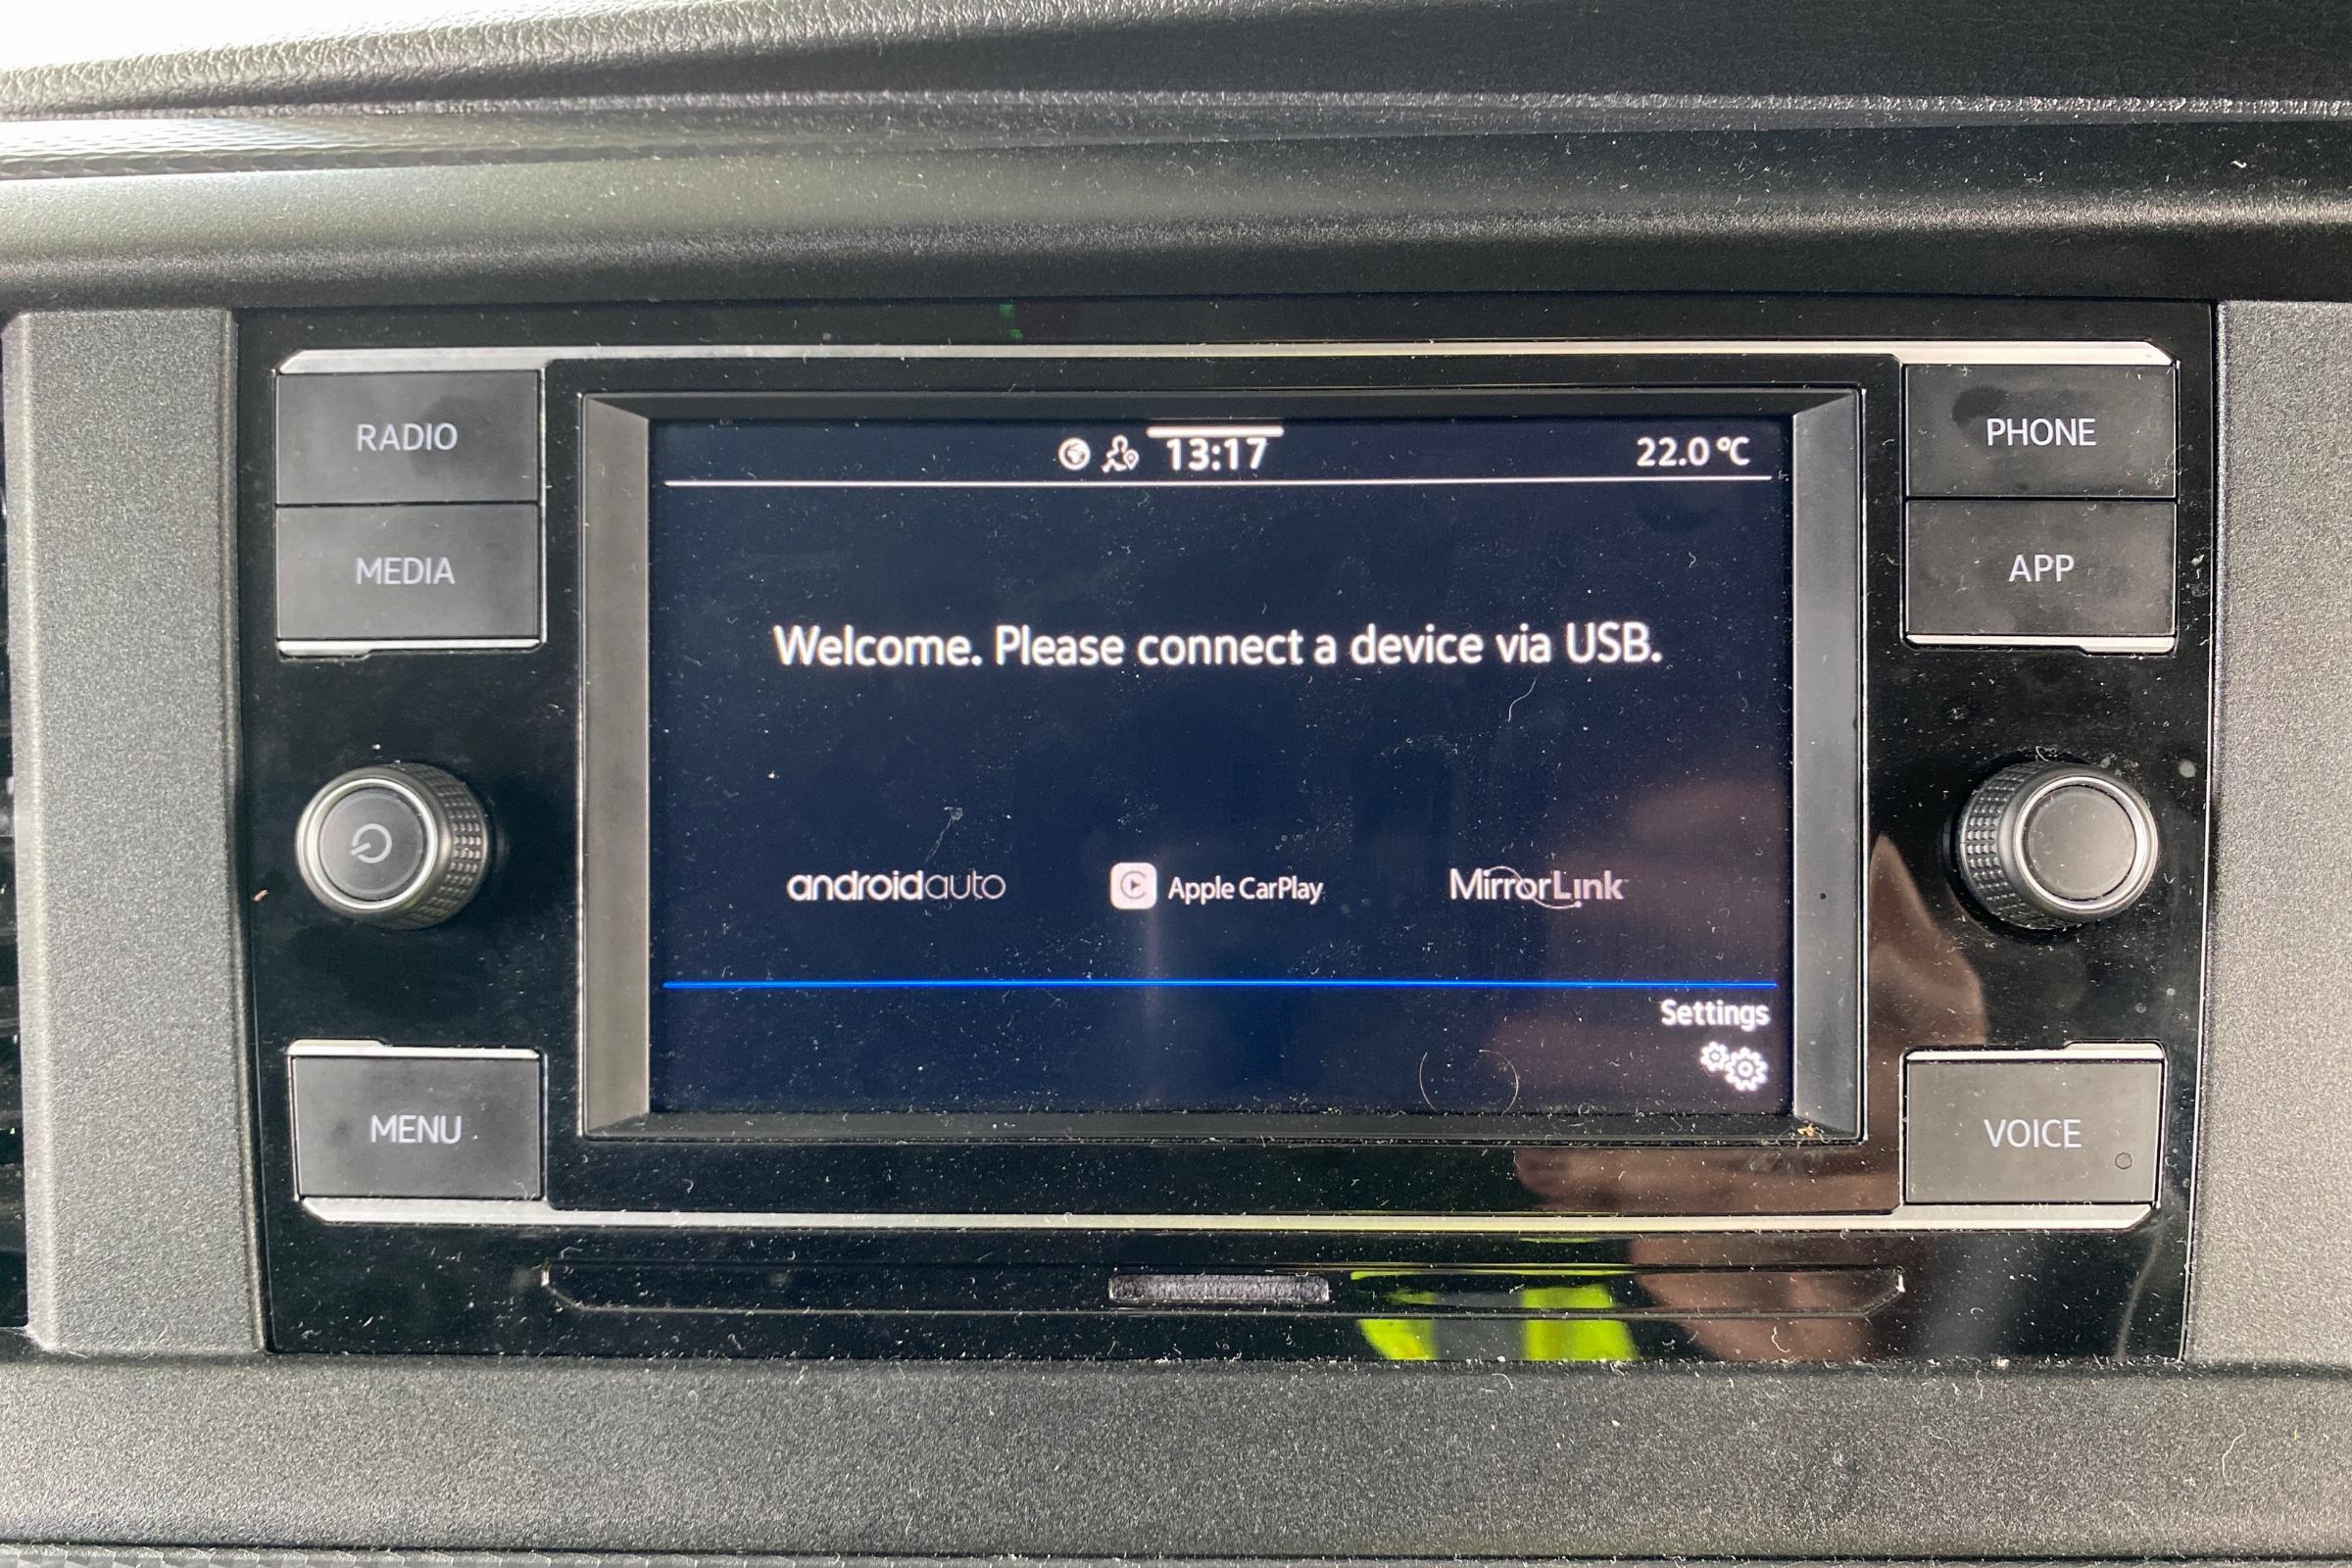 RADIO
MEDIA
MENU
13:17
22.0 °C
Welcome. Please connect a device via USB.
androidauto
Apple CarPlay
MirrorLink
Settings
PHONE
APP
VOICE